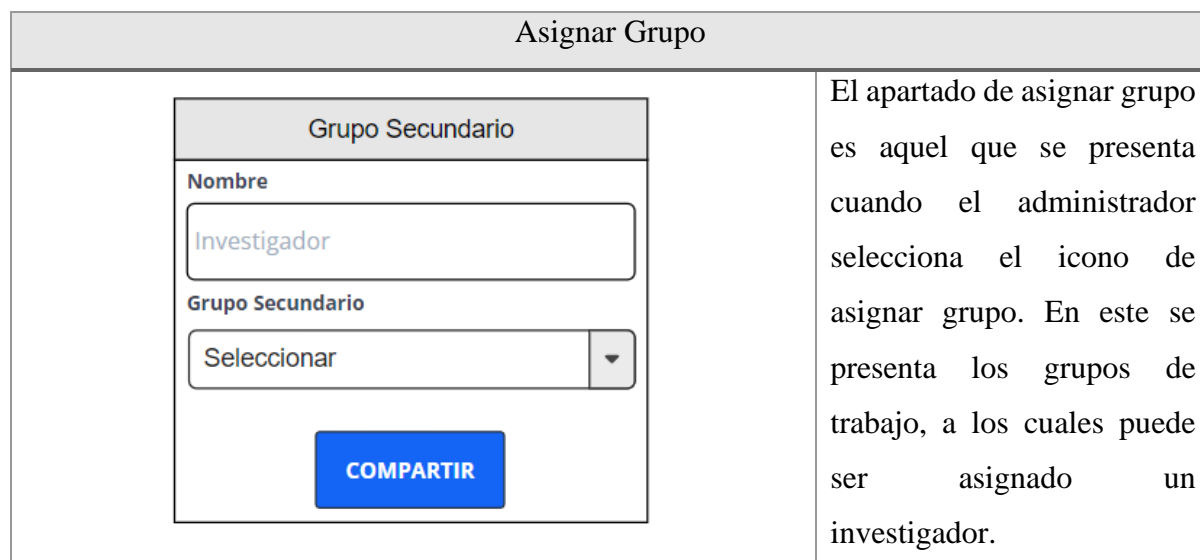 Asignar Grupo
Grupo Secundario
Nombre
Investigador
Grupo Secundario
Seleccionar
COMPARTIR
El apartado de asignar grupo
es aquel que se presenta
cuando el administrador
selecciona el icono de
asignar grupo. En este se
presenta los grupos de
trabajo, a los cuales puede
ser asignado un
investigador.